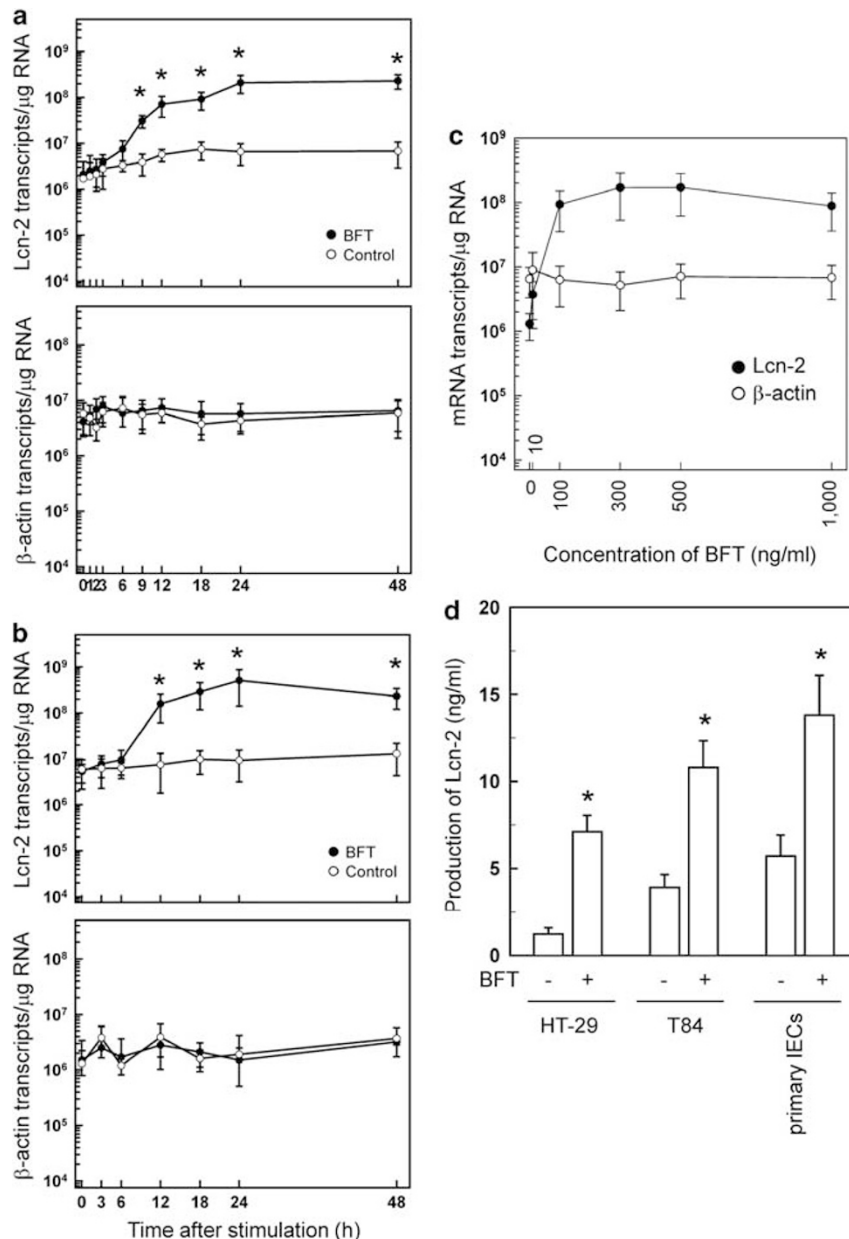 a
Lcn-2 transcripts/μg RNA
10⁹
10⁸
10⁷
10⁶
10⁵
10⁴
* * * * *
BFT
Control
β-actin transcripts/μg RNA
10⁸
10⁷
10⁶
10⁵
10⁴
0 1 2 3 6 9 12 18 24 48
b
Lcn-2 transcripts/μg RNA
10⁹
10⁸
10⁷
10⁶
10⁵
10⁴
* * * *
BFT
Control
β-actin transcripts/μg RNA
10⁸
10⁷
10⁶
10⁵
10⁴
0 3 6 12 18 24 48
Time after stimulation (h)
c
mRNA transcripts/μg RNA
10⁹
10⁸
10⁷
10⁶
10⁵
10⁴
Lcn-2
β-actin
0 10 100 300 500 1,000
Concentration of BFT (ng/ml)
d
Production of Lcn-2 (ng/ml)
20
15
10
5
0
* * *
BFT - + - + - +
HT-29 T84 primary IECs